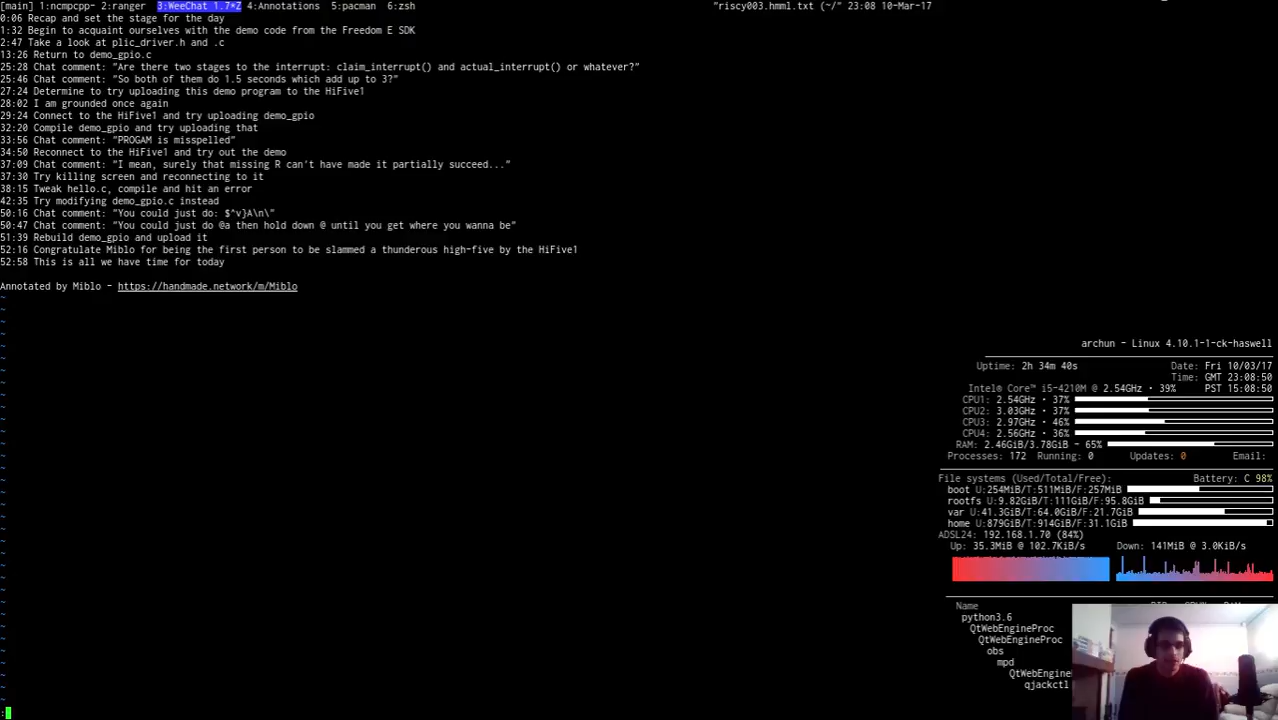 [main] 1:ncmpcpp- 2:ranger 3:WeeChat 1.7*Z 4:Annotations 5:pacman 6:zsh "riscy003.hmml.txt (~/" 23:08 10-Mar-17
0:06 Recap and set the stage for the day
1:32 Begin to acquaint ourselves with the demo code from the Freedom E SDK
2:47 Take a look at plic_driver.h and .c
13:26 Return to demo_gpio.c
25:28 Chat comment: "Are there two stages to the interrupt: claim_interrupt() and actual_interrupt() or whatever?"
25:46 Chat comment: "So both of them do 1.5 seconds which add up to 3?"
27:24 Determine to try uploading this demo program to the HiFive1
28:02 I am grounded once again
29:24 Connect to the HiFive1 and try uploading demo_gpio
32:20 Compile demo_gpio and try uploading that
33:56 Chat comment: "PROGAM is misspelled"
34:50 Reconnect to the HiFive1 and try out the demo
37:09 Chat comment: "I mean, surely that missing R can't have made it partially succeed..."
37:30 Try killing screen and reconnecting to it
38:15 Tweak hello.c, compile and hit an error
42:35 Try modifying demo_gpio.c instead
50:16 Chat comment: "You could just do: $^v}A\n\"
50:47 Chat comment: "You could just do @a then hold down @ until you get where you wanna be"
51:39 Rebuild demo_gpio and upload it
52:16 Congratulate Miblo for being the first person to be slammed a thunderous high-five by the HiFive1
52:58 This is all we have time for today
Annotated by Miblo - https://handmade.network/m/Miblo
archun - Linux 4.10.1-1-ck-haswell
Uptime: 2h 34m 40s Date: Fri 10/03/17
Time: GMT 23:08:50
PST 15:08:50
Intel® Core™ i5-4210M @ 2.54GHz · 39%
CPU1: 2.54GHz · 37%
CPU2: 3.03GHz · 37%
CPU3: 2.97GHz · 46%
CPU4: 2.56GHz · 36%
RAM: 2.46GiB/3.78GiB - 65%
Processes: 172 Running: 0 Updates: 0 Email:
File systems (Used/Total/Free): Battery: C 98%
boot U:254MiB/T:511MiB/F:257MiB
rootfs U:9.82GiB/T:111GiB/F:95.8GiB
var U:41.3GiB/T:64.0GiB/F:21.7GiB
home U:879GiB/T:914GiB/F:31.1GiB
ADSL24: 192.168.1.70 (84%)
Up: 35.3MiB @ 102.7KiB/s Down: 141MiB @ 3.0KiB/s
Name
python3.6
QtWebEngineProc
QtWebEngineProc
obs
mpd
QtWebEngine
qjackctl
: